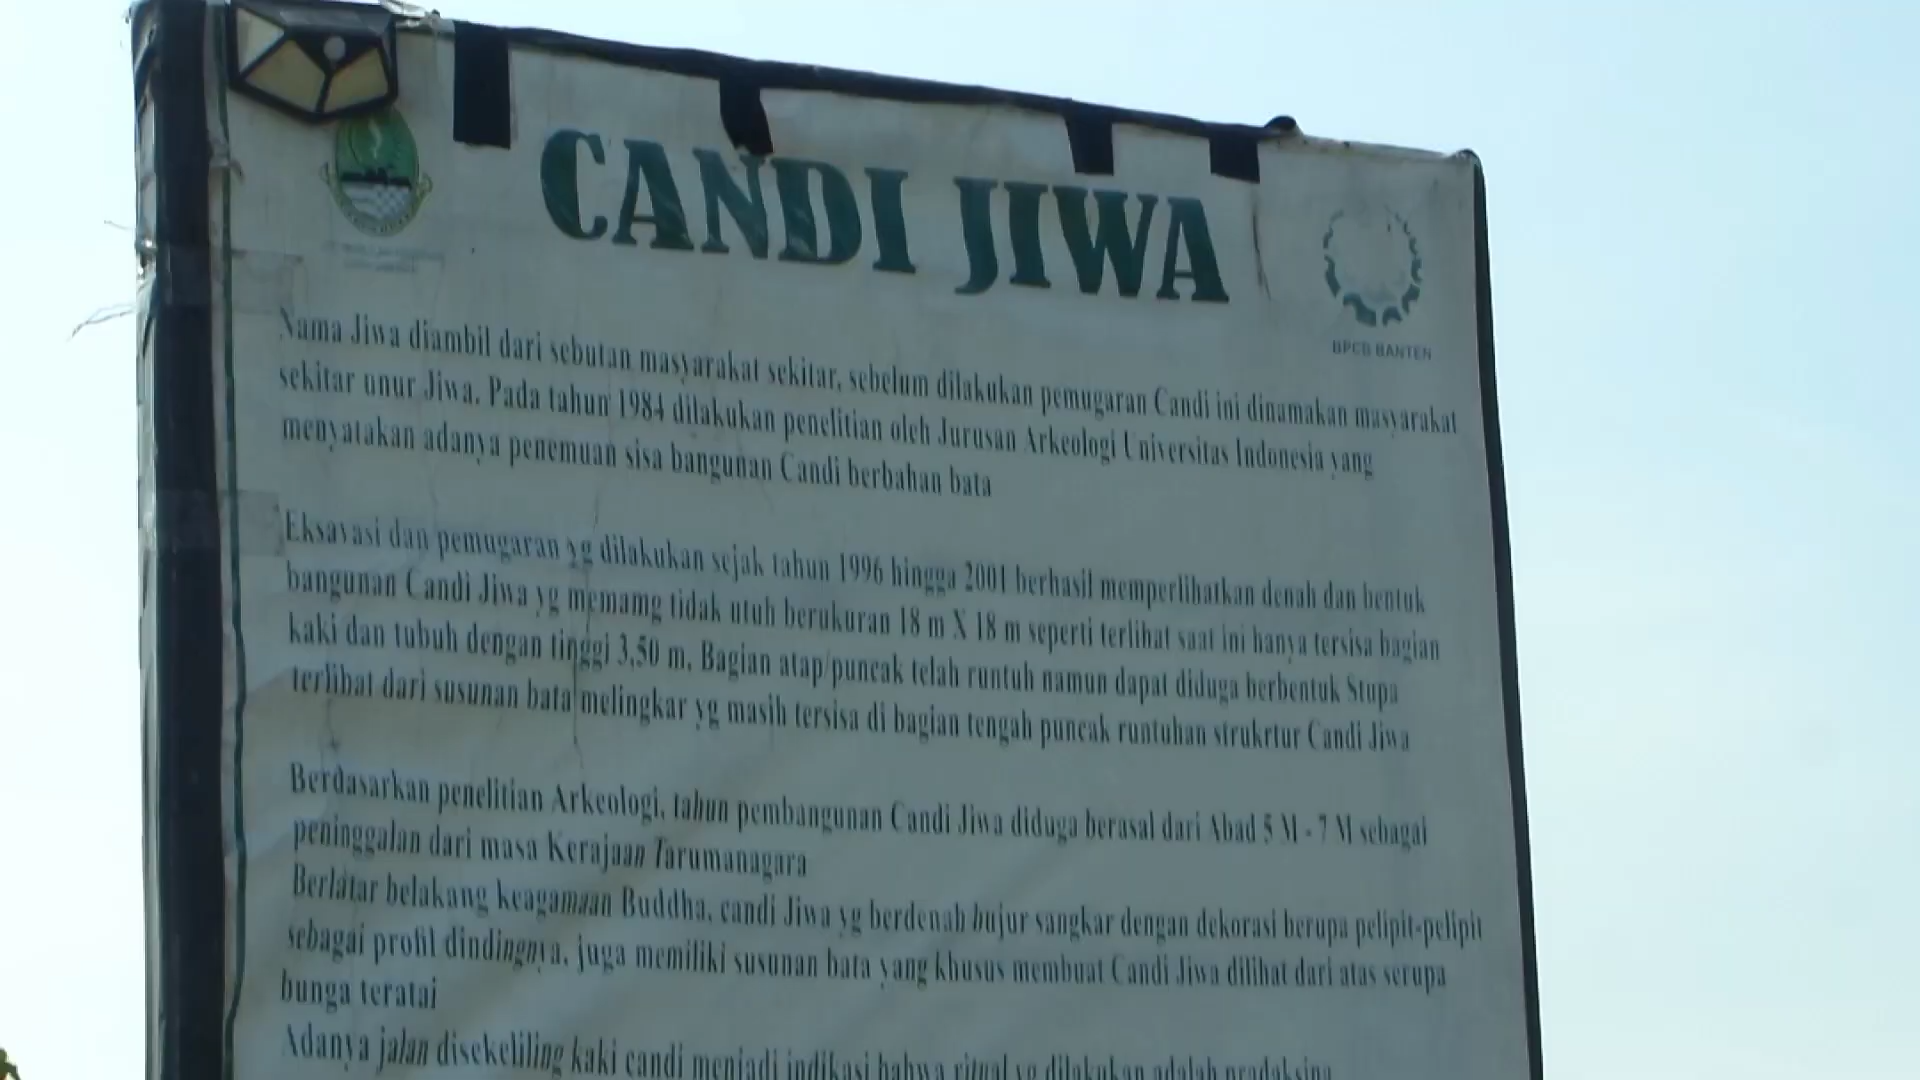 CANDI JIWA
BPCB BANTEN
Nama Jiwa diambil dari sebutan masyarakat sekitar, sebelum dilakukan pemugaran Candi ini dinamakan masyarakat
sekitar unur Jiwa. Pada tahun 1984 dilakukan penelitian oleh Jurusan Arkeologi Universitas Indonesia yang
menyatakan adanya penemuan sisa bangunan Candi berbahan bata
Eksavasi dan pemugaran yg dilakukan sejak tahun 1996 hingga 2001 berhasil memperlihatkan denah dan bentuk
bangunan Candi Jiwa yg memamg tidak utuh berukuran 18 m X 18 m seperti terlihat saat ini hanya tersisa bagian
kaki dan tubuh dengan tinggi 3,50 m. Bagian atap/puncak telah runtuh namun dapat diduga berbentuk Stupa
terlihat dari susunan bata melingkar yg masih tersisa di bagian tengah puncak runtuhan strukrtur Candi Jiwa
Berdasarkan penelitian Arkeologi, tahun pembangunan Candi Jiwa diduga berasal dari Abad 5 M - 7 M sebagai
peninggalan dari masa Kerajaan Tarumanagara
Berlatar belakang keagamaan Buddha, candi Jiwa yg berdenah bujur sangkar dengan dekorasi berupa pelipit-pelipit
sebagai profil dindingnya, juga memiliki susunan bata yang khusus membuat Candi Jiwa dilihat dari atas serupa
bunga teratai
Adanya jalan disekeliling kaki candi menjadi indikasi bahwa ritual yg dilakukan adalah pradaksina